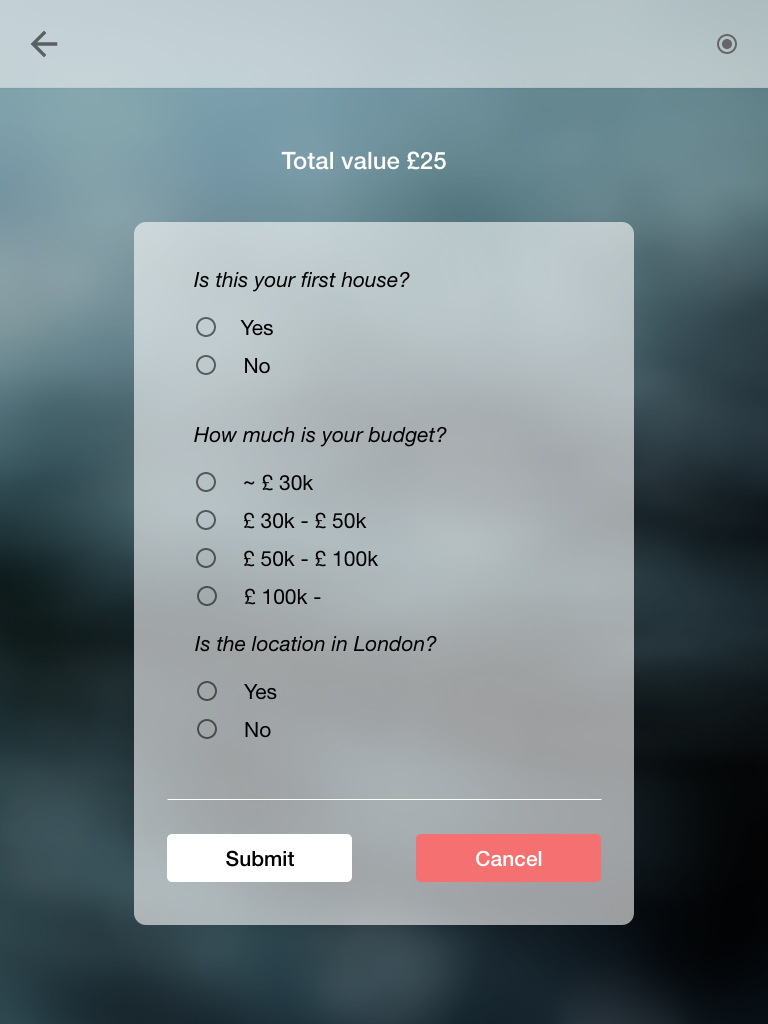 Total value £25
Is this your first house?
Yes
No
How much is your budget?
~ £ 30k
£ 30k - £ 50k
£ 50k - £ 100k
£ 100k -
Is the location in London?
Yes
No
Submit
Cancel